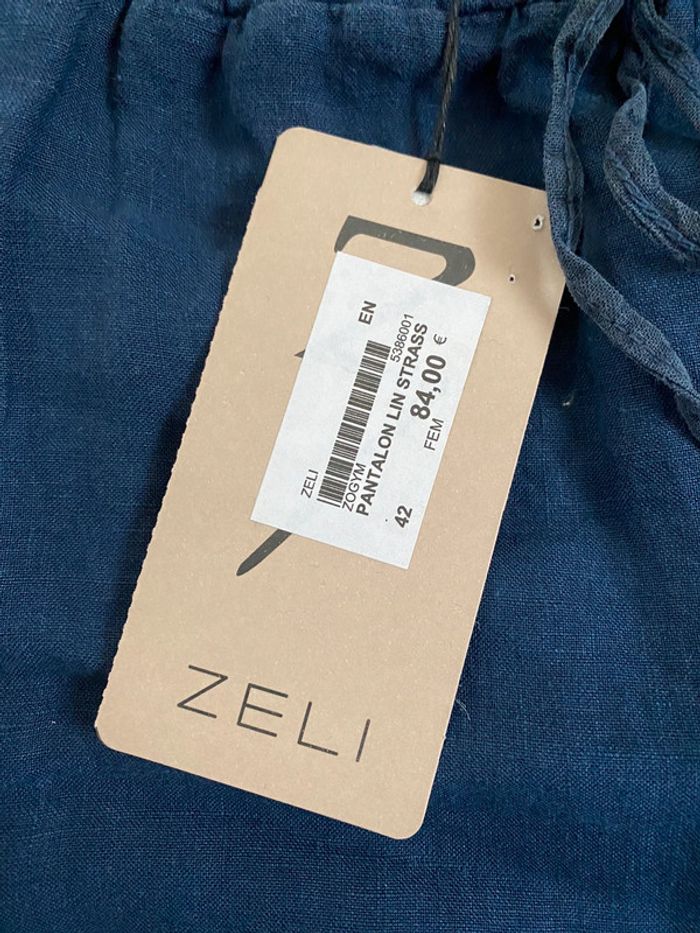 ZELI
EN
5386001
ZOGYM
PANTALON LIN STRASS
42
FEM
84,00 €
ZELI